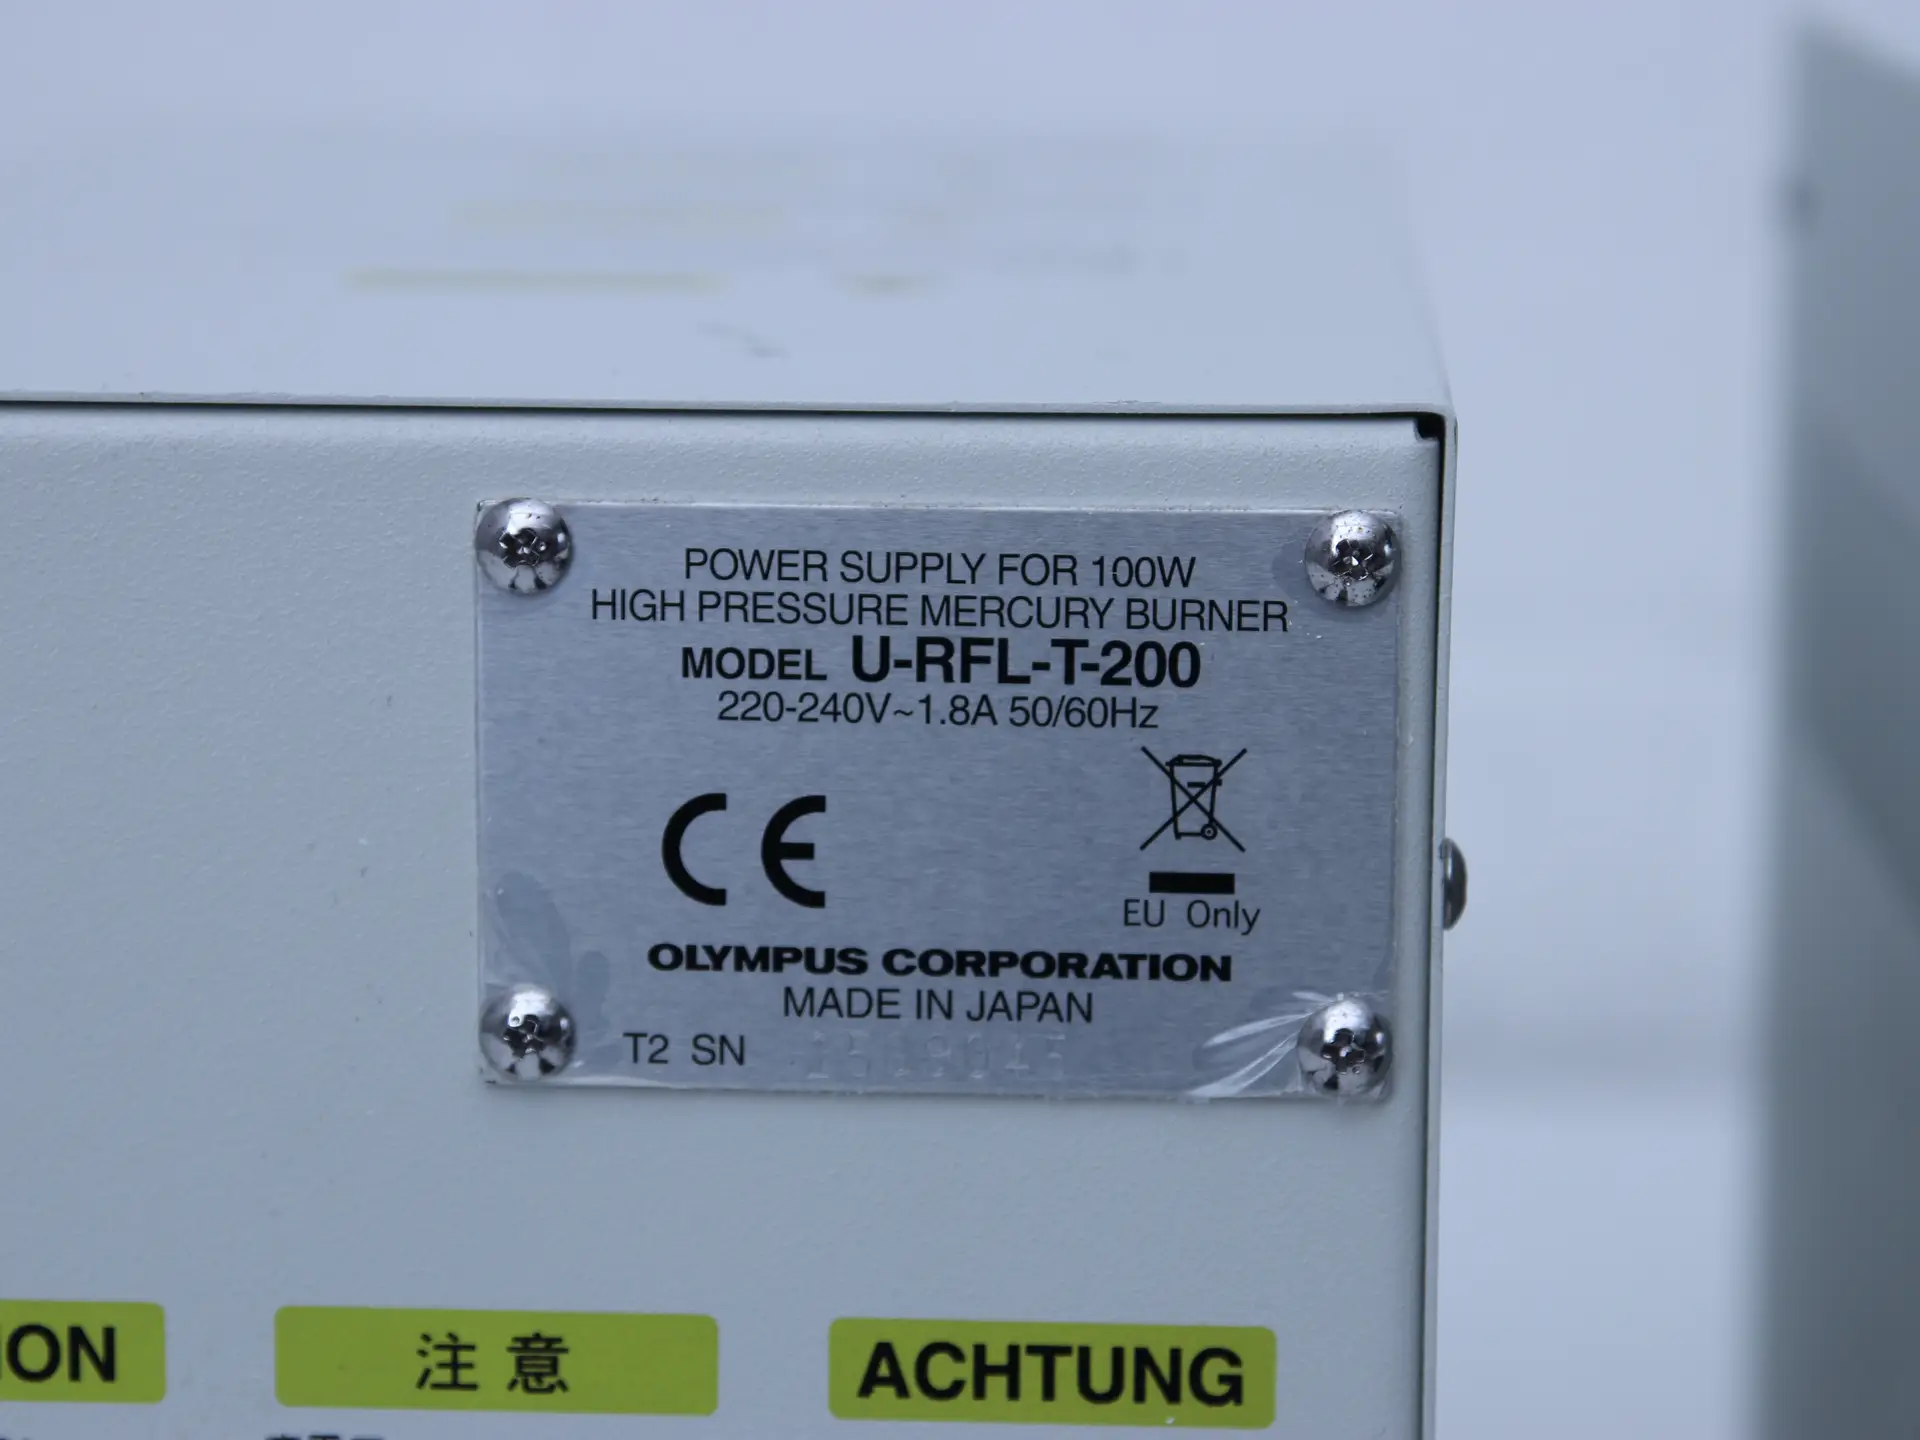 POWER SUPPLY FOR 100W
HIGH PRESSURE MERCURY BURNER
MODEL U-RFL-T-200
220-240V~1.8A 50/60Hz
CE
EU Only
OLYMPUS CORPORATION
MADE IN JAPAN
T2 SN
ION 注意 ACHTUNG